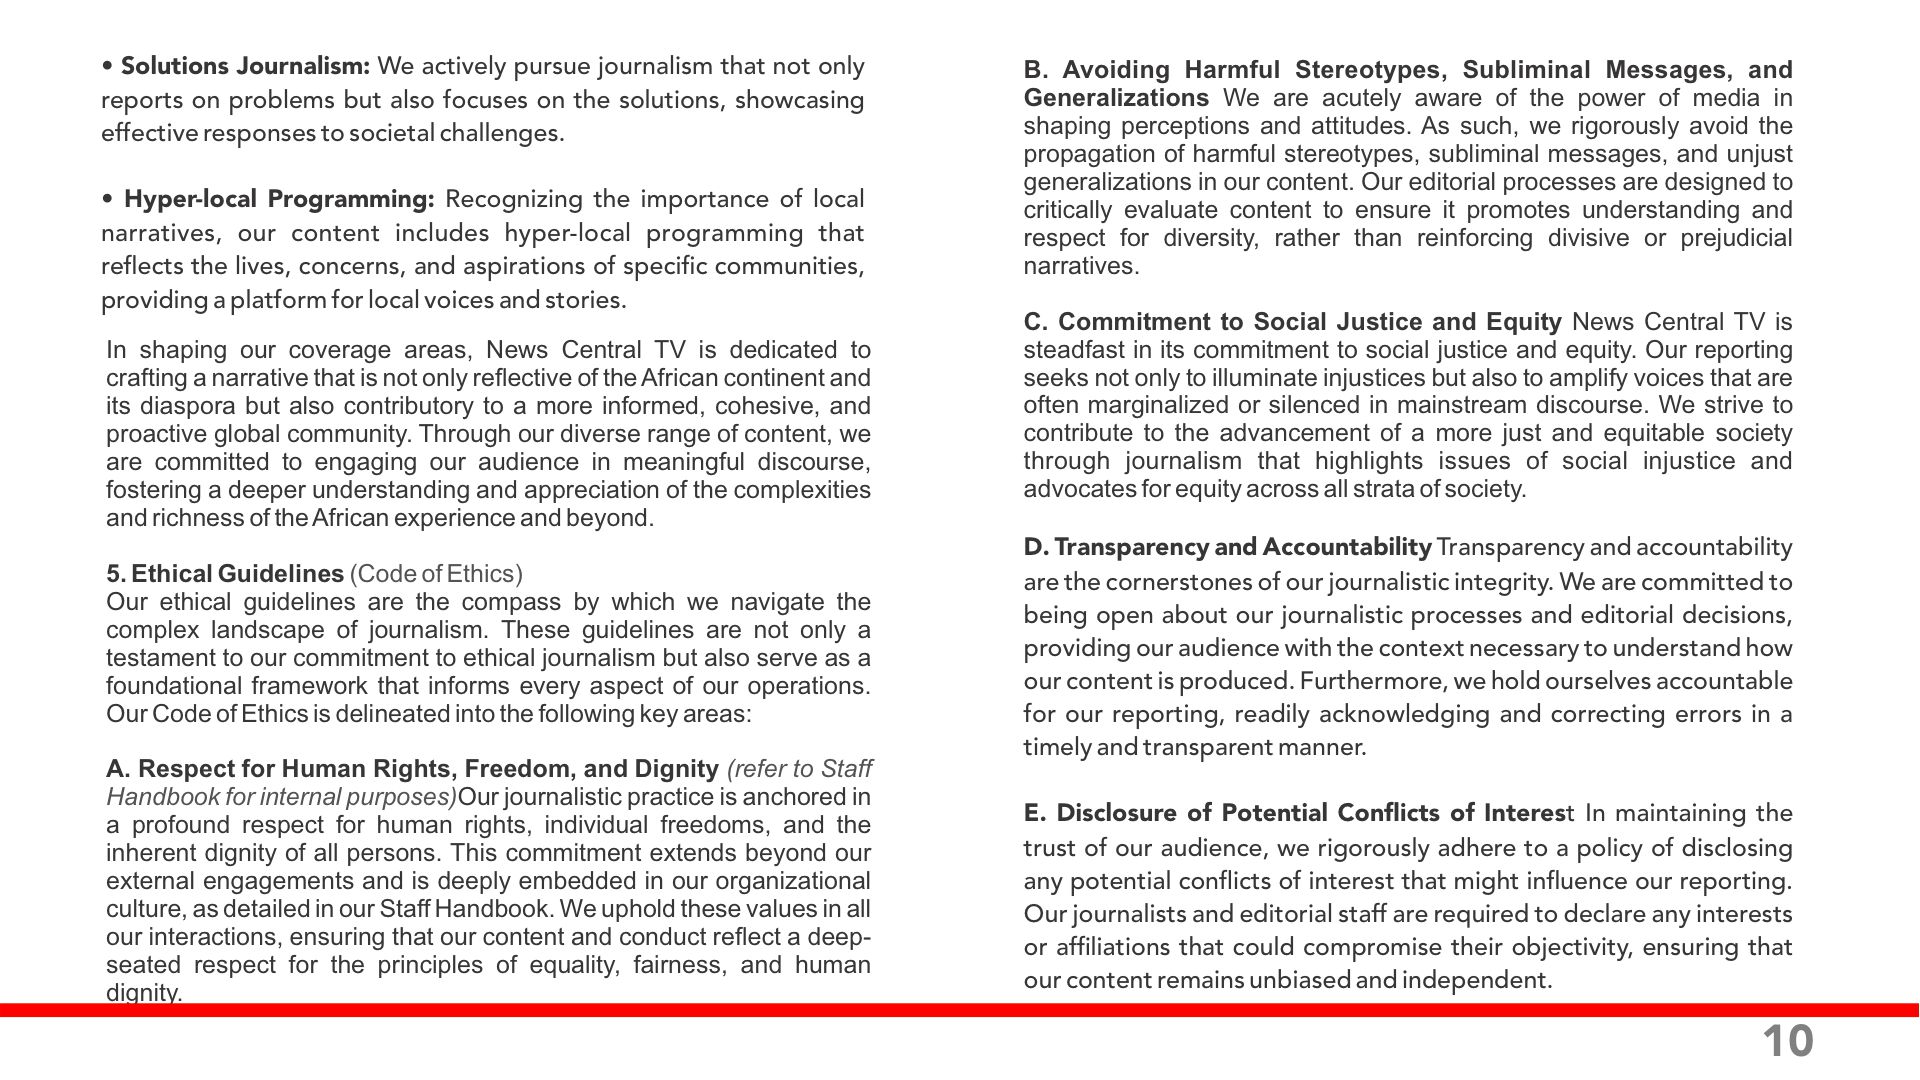 • Solutions Journalism: We actively pursue journalism that not only
reports on problems but also focuses on the solutions, showcasing
effective responses to societal challenges.
• Hyper-local Programming: Recognizing the importance of local
narratives, our content includes hyper-local programming that
reflects the lives, concerns, and aspirations of specific communities,
providing a platform for local voices and stories.
In shaping our coverage areas, News Central TV is dedicated to
crafting a narrative that is not only reflective of the African continent and
its diaspora but also contributory to a more informed, cohesive, and
proactive global community. Through our diverse range of content, we
are committed to engaging our audience in meaningful discourse,
fostering a deeper understanding and appreciation of the complexities
and richness of the African experience and beyond.
5. Ethical Guidelines (Code of Ethics)
Our ethical guidelines are the compass by which we navigate the
complex landscape of journalism. These guidelines are not only a
testament to our commitment to ethical journalism but also serve as a
foundational framework that informs every aspect of our operations.
Our Code of Ethics is delineated into the following key areas:
A. Respect for Human Rights, Freedom, and Dignity (refer to Staff
Handbook for internal purposes)Our journalistic practice is anchored in
a profound respect for human rights, individual freedoms, and the
inherent dignity of all persons. This commitment extends beyond our
external engagements and is deeply embedded in our organizational
culture, as detailed in our Staff Handbook. We uphold these values in all
our interactions, ensuring that our content and conduct reflect a deep-
seated respect for the principles of equality, fairness, and human
dignity.
B. Avoiding Harmful Stereotypes, Subliminal Messages, and
Generalizations We are acutely aware of the power of media in
shaping perceptions and attitudes. As such, we rigorously avoid the
propagation of harmful stereotypes, subliminal messages, and unjust
generalizations in our content. Our editorial processes are designed to
critically evaluate content to ensure it promotes understanding and
respect for diversity, rather than reinforcing divisive or prejudicial
narratives.
C. Commitment to Social Justice and Equity News Central TV is
steadfast in its commitment to social justice and equity. Our reporting
seeks not only to illuminate injustices but also to amplify voices that are
often marginalized or silenced in mainstream discourse. We strive to
contribute to the advancement of a more just and equitable society
through journalism that highlights issues of social injustice and
advocates for equity across all strata of society.
D. Transparency and Accountability Transparency and accountability
are the cornerstones of our journalistic integrity. We are committed to
being open about our journalistic processes and editorial decisions,
providing our audience with the context necessary to understand how
our content is produced. Furthermore, we hold ourselves accountable
for our reporting, readily acknowledging and correcting errors in a
timely and transparent manner.
E. Disclosure of Potential Conflicts of Interest In maintaining the
trust of our audience, we rigorously adhere to a policy of disclosing
any potential conflicts of interest that might influence our reporting.
Our journalists and editorial staff are required to declare any interests
or affiliations that could compromise their objectivity, ensuring that
our content remains unbiased and independent.
10